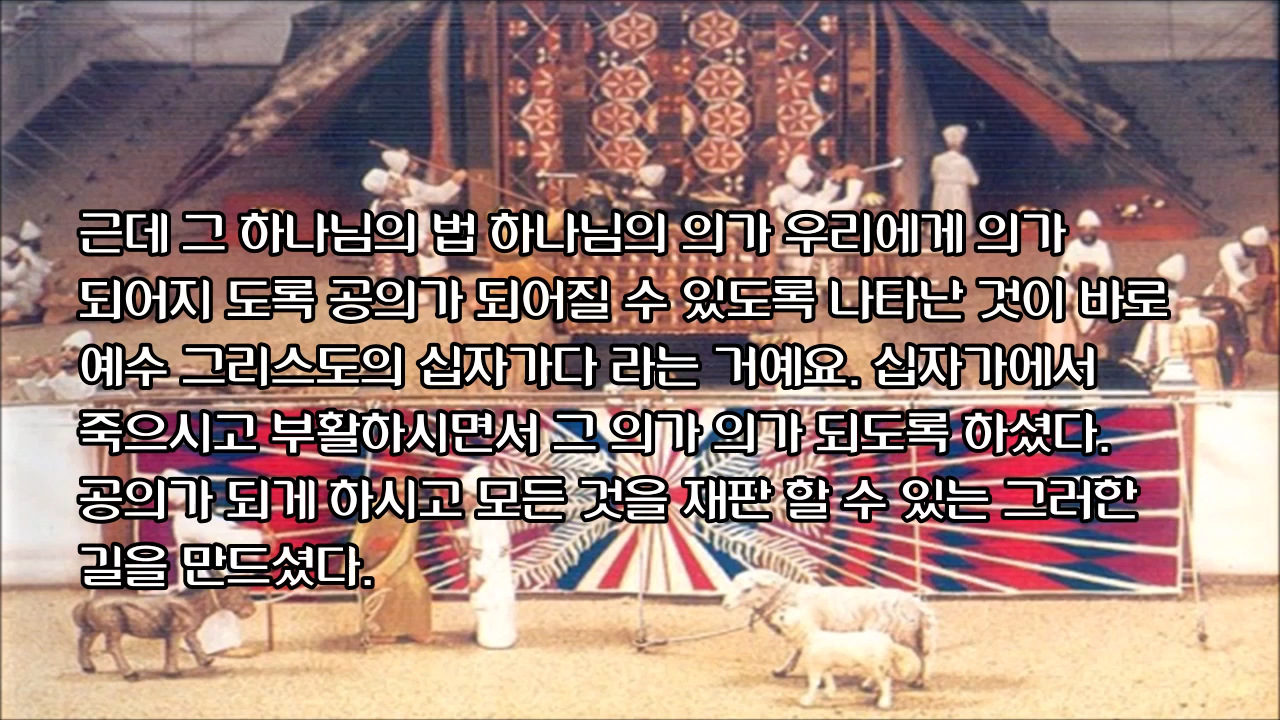 근데 그 하나님의 법 하나님의 의가 우리에게 의가
되어지 도록 공의가 되어질 수 있도록 나타난 것이 바로
예수 그리스도의 십자가다 라는 거예요. 십자가에서
죽으시고 부활하시면서 그 의가 의가 되도록 하셨다.
공의가 되게 하시고 모든 것을 재판 할 수 있는 그러한
길을 만드셨다.